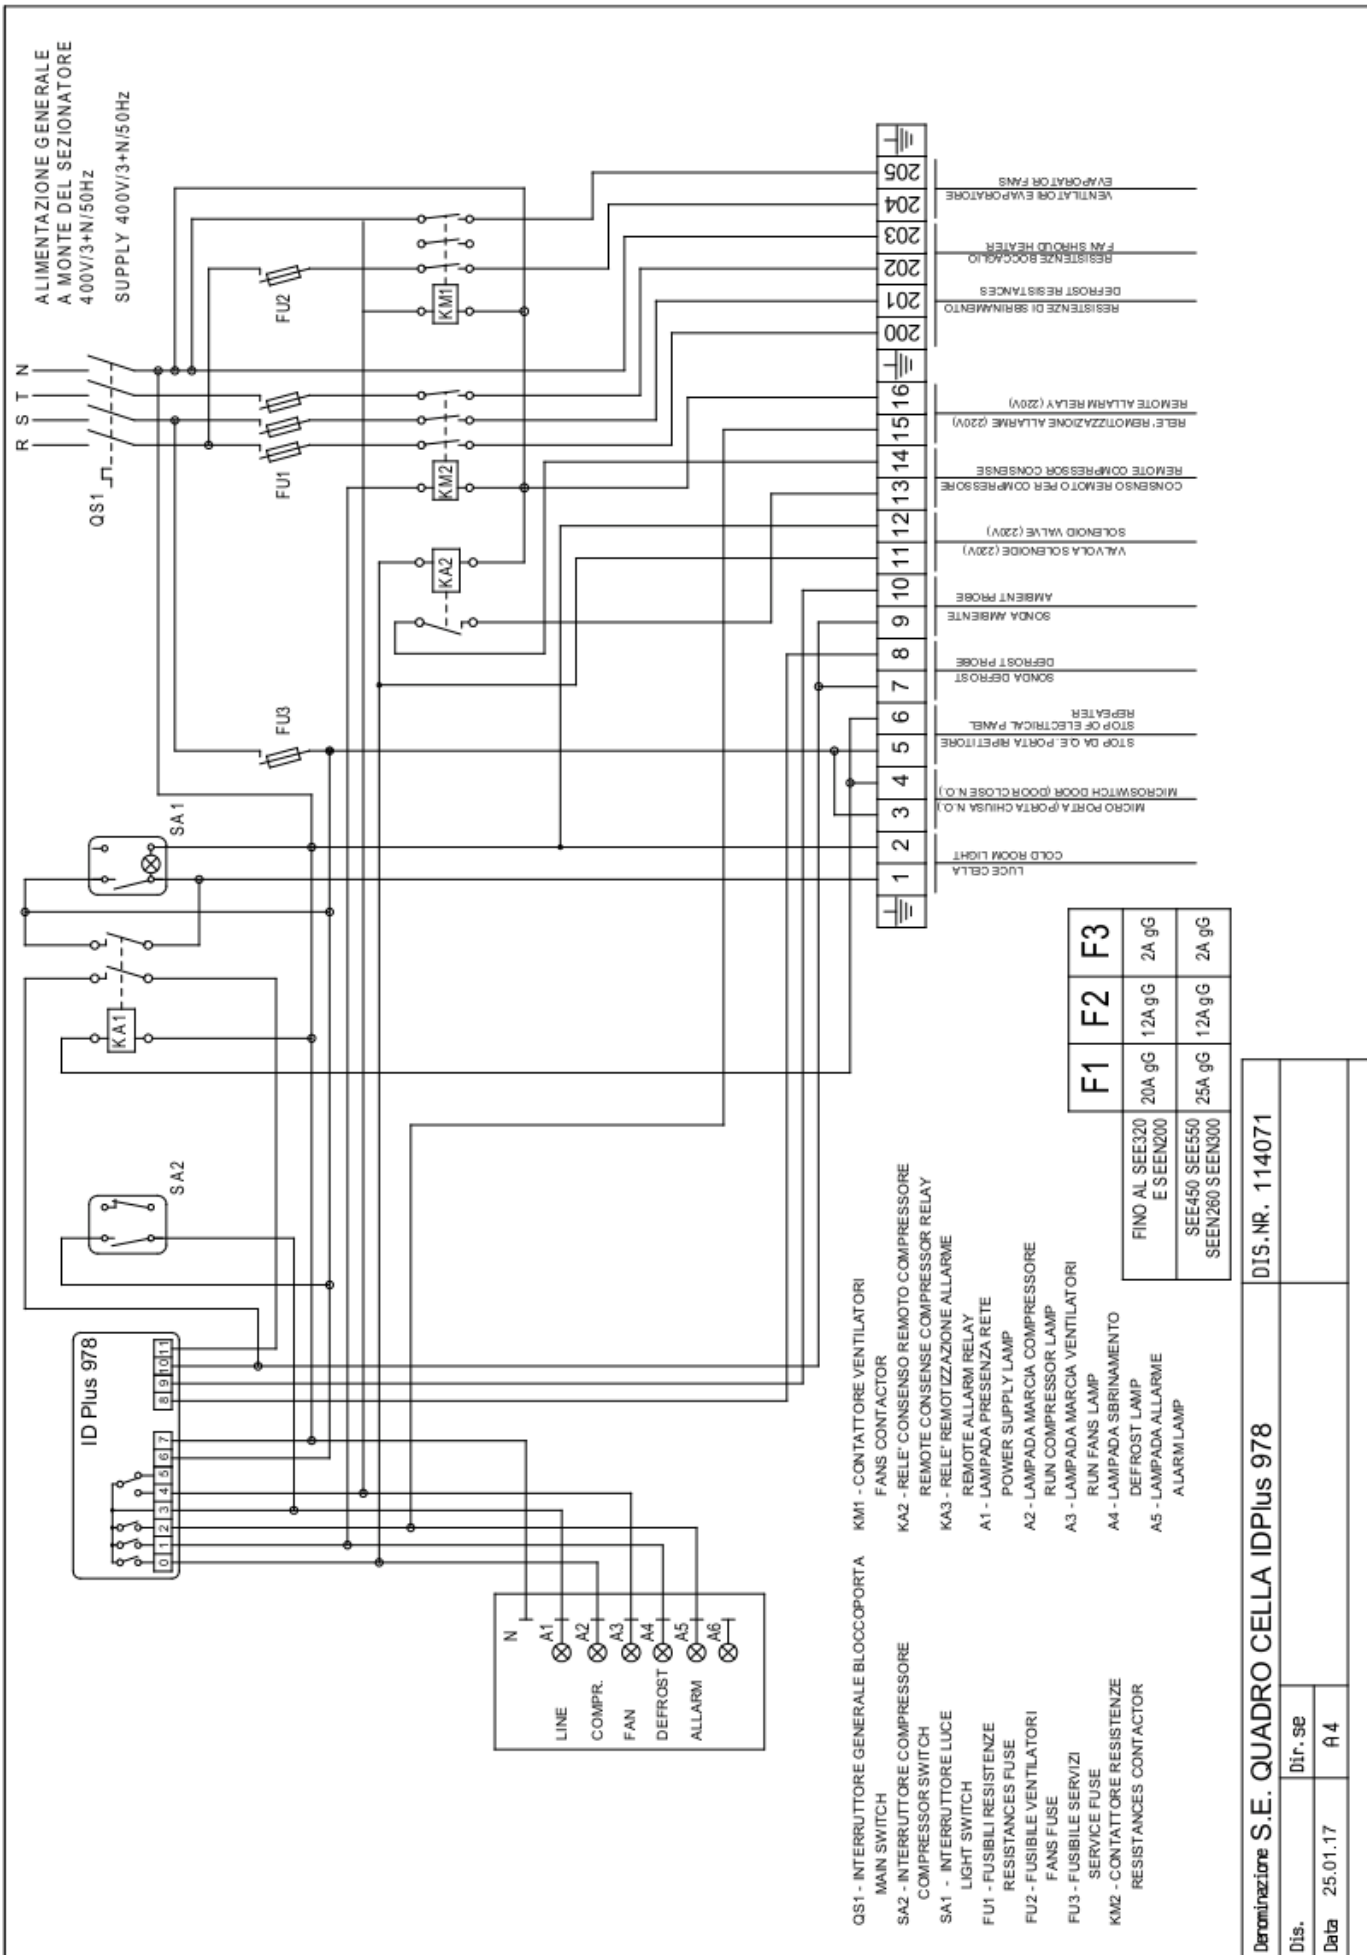 ALIMENTAZIONE GENERALE
A MONTE DEL SEZIONATORE
400V/3+N/50Hz
SUPPLY 400V/3+N/50Hz
R S T N
QS1
FU2
KM1
FU1
KM2
KA2
FU3
SA1
KA1
SA2
ID Plus 978
0 1 2 3 4 5 6 7 8 9 10 11
N
A1
A2
A3
A4
A5
A6
LINE
COMPR.
FAN
DEFROST
ALLARM
1 2 3 4 5 6 7 8 9 10 11 12 13 14 15 16 200 201 202 203 204 205
LUCE CELLA
COLD ROOM LIGHT
MICRO PORTA (PORTA CHIUSA N.O.)
MICROSWITCH DOOR (DOOR CLOSE N.O.)
STOP DA Q.E. PORTA RIPETITORE
STOP OF ELECTRICAL PANEL
REPEATER
SONDA DEFROST
DEFROST PROBE
SONDA AMBIENTE
AMBIENT PROBE
VALVOLA SOLENOIDE (220V)
SOLENOID VALVE (220V)
CONSENSO REMOTO PER COMPRESSORE
REMOTE COMPRESSOR CONSENSE
RELE' REMOTIZZAZIONE ALLARME (220V)
REMOTE ALLARM RELAY (220V)
RESISTENZE DI SBRINAMENTO
DEFROST RESISTANCES
RESISTENZE BOCCAGLIO
FAN SHROUD HEATER
VENTILATORI EVAPORATORE
EVAPORATOR FANS
QS1 - INTERRUTTORE GENERALE BLOCCOPORTA
MAIN SWITCH
SA2 - INTERRUTTORE COMPRESSORE
COMPRESSOR SWITCH
SA1 - INTERRUTTORE LUCE
LIGHT SWITCH
FU1 - FUSIBILI RESISTENZE
RESISTANCES FUSE
FU2 - FUSIBILE VENTILATORI
FANS FUSE
FU3 - FUSIBILE SERVIZI
SERVICE FUSE
KM2 - CONTATTORE RESISTENZE
RESISTANCES CONTACTOR
KM1 - CONTATTORE VENTILATORI
FANS CONTACTOR
KA2 - RELE' CONSENSO REMOTO COMPRESSORE
REMOTE CONSENSE COMPRESSOR RELAY
KA3 - RELE' REMOTIZZAZIONE ALLARME
REMOTE ALLARM RELAY
A1 - LAMPADA PRESENZA RETE
POWER SUPPLY LAMP
A2 - LAMPADA MARCIA COMPRESSORE
RUN COMPRESSOR LAMP
A3 - LAMPADA MARCIA VENTILATORI
RUN FANS LAMP
A4 - LAMPADA SBRINAMENTO
DEFROST LAMP
A5 - LAMPADA ALLARME
ALARM LAMP
F1 F2 F3
FINO AL SEE320
E SEEN200
20A gG 12A gG 2A gG
SEE450 SEE550
SEEN260 SEEN300
25A gG 12A gG 2A gG
Denominazione S.E. QUADRO CELLA IDPlus 978
DIS.NR. 114071
Dis.
Dir.se
Data 25.01.17
A4